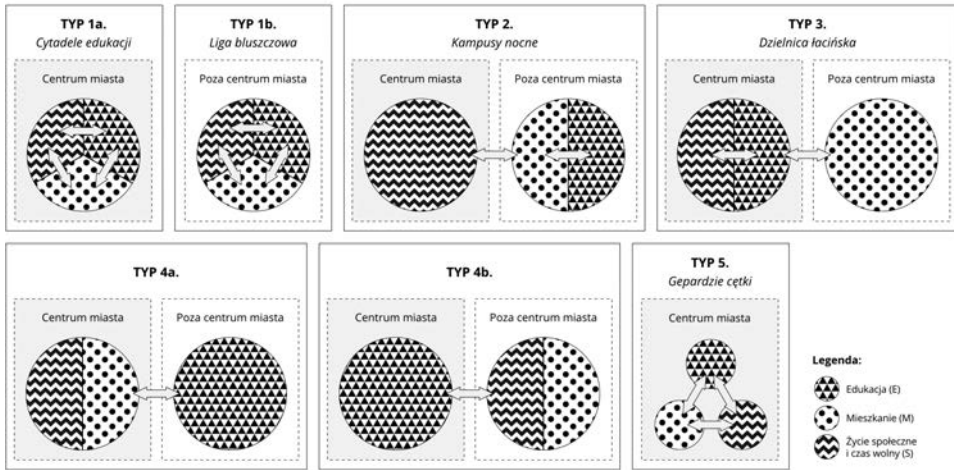 TYP 1a.
Cytadele edukacji
Centrum miasta
TYP 1b.
Liga bluszczowa
Poza centrum miasta
TYP 2.
Kampusy nocne
Centrum miasta
Poza centrum miasta
TYP 3.
Dzielnica łacińska
Centrum miasta
Poza centrum miasta
TYP 4a.
Centrum miasta
Poza centrum miasta
TYP 4b.
Centrum miasta
Poza centrum miasta
TYP 5.
Gepardzie cętki
Centrum miasta
Legenda:
Edukacja (E)
Mieszkanie (M)
Życie społeczne
i czas wolny (S)